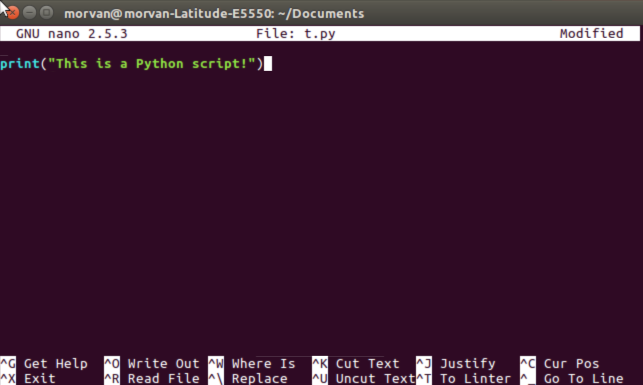 morvan@morvan-Latitude-E5550: ~/Documents
GNU nano 2.5.3 File: t.py Modified
print("This is a Python script!")
^G Get Help ^O Write Out ^W Where Is ^K Cut Text ^J Justify ^C Cur Pos
^X Exit ^R Read File ^\ Replace ^U Uncut Text ^T To Linter ^_ Go To Line